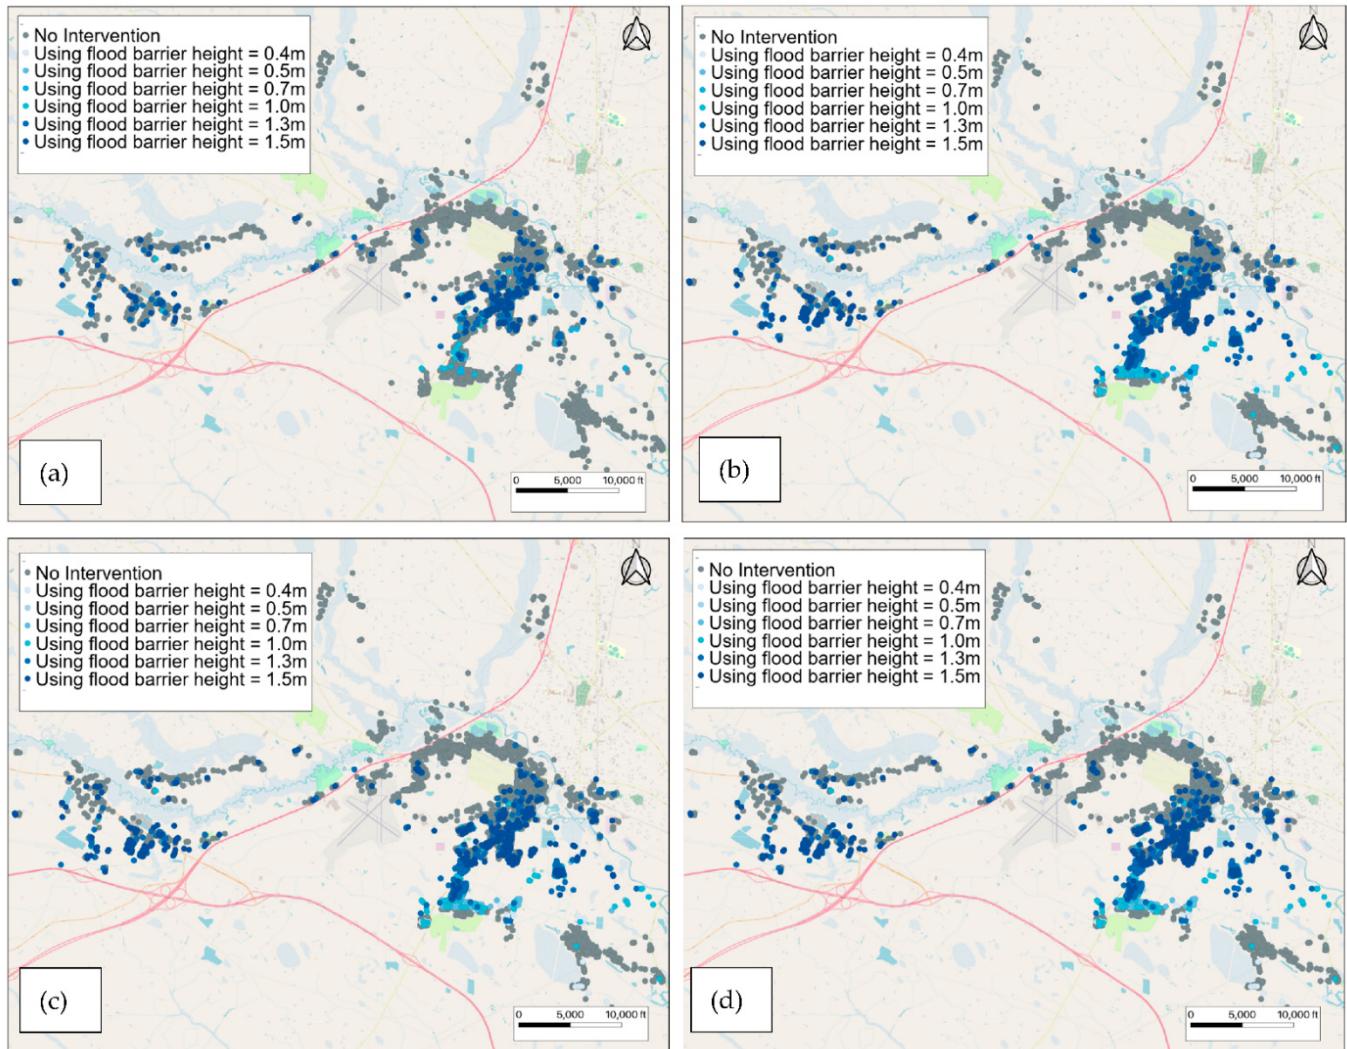 No Intervention
Using flood barrier height = 0.4m
Using flood barrier height = 0.5m
Using flood barrier height = 0.7m
Using flood barrier height = 1.0m
Using flood barrier height = 1.3m
Using flood barrier height = 1.5m
N
(a)
0 5,000 10,000 ft
No Intervention
Using flood barrier height = 0.4m
Using flood barrier height = 0.5m
Using flood barrier height = 0.7m
Using flood barrier height = 1.0m
Using flood barrier height = 1.3m
Using flood barrier height = 1.5m
N
(b)
0 5,000 10,000 ft
No Intervention
Using flood barrier height = 0.4m
Using flood barrier height = 0.5m
Using flood barrier height = 0.7m
Using flood barrier height = 1.0m
Using flood barrier height = 1.3m
Using flood barrier height = 1.5m
N
(c)
0 5,000 10,000 ft
No Intervention
Using flood barrier height = 0.4m
Using flood barrier height = 0.5m
Using flood barrier height = 0.7m
Using flood barrier height = 1.0m
Using flood barrier height = 1.3m
Using flood barrier height = 1.5m
N
(d)
0 5,000 10,000 ft